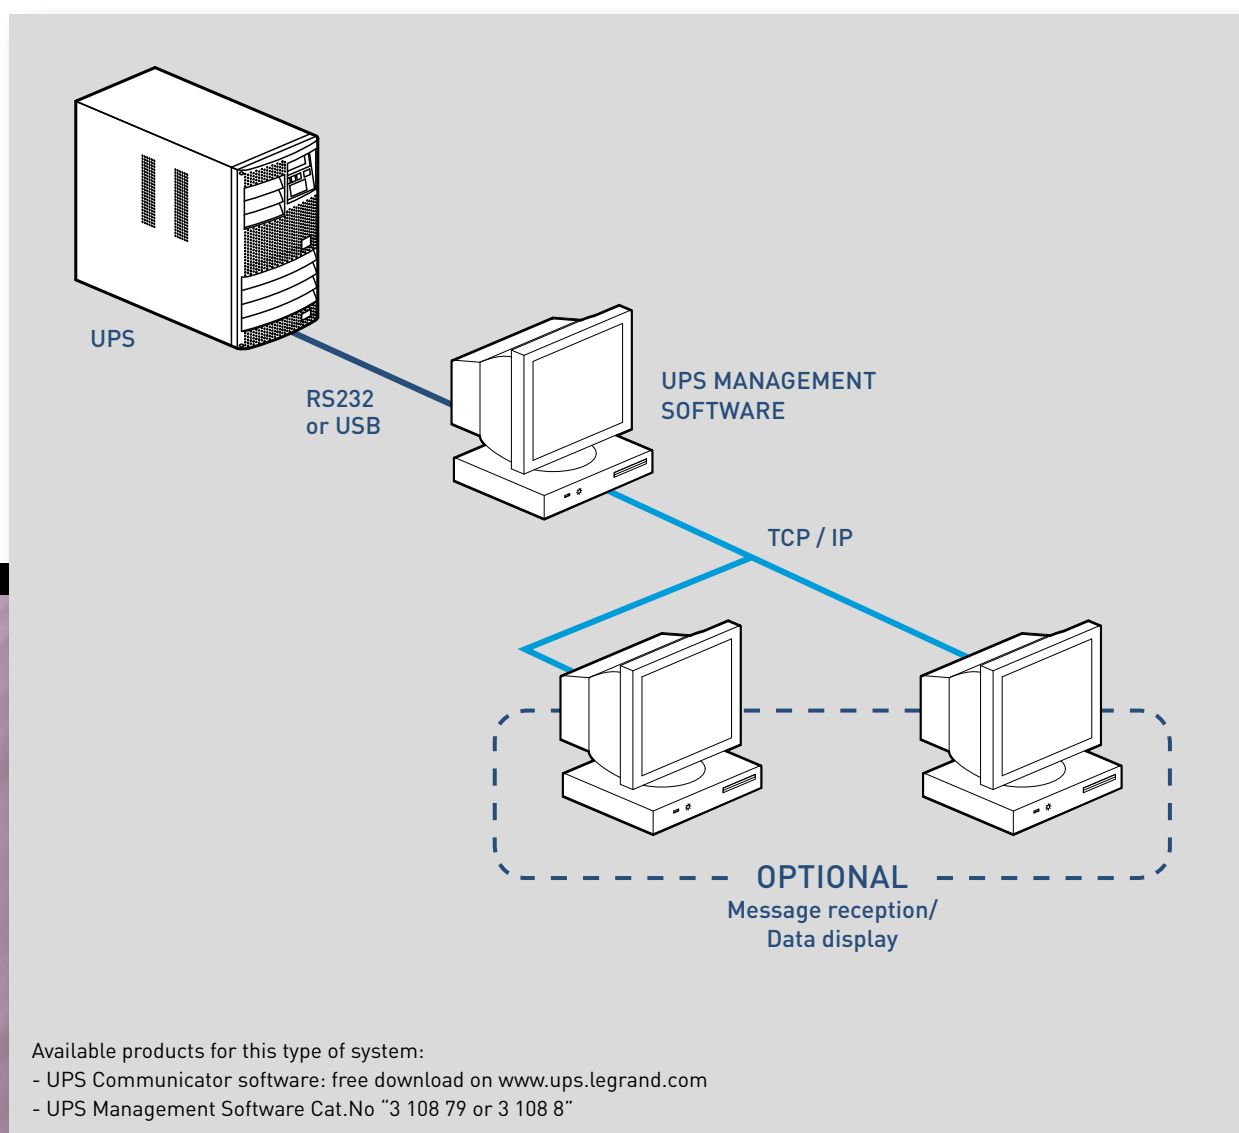 UPS
RS232
or USB
UPS MANAGEMENT
SOFTWARE
TCP / IP
OPTIONAL
Message reception/
Data display
Available products for this type of system:
- UPS Communicator software: free download on www.ups.legrand.com
- UPS Management Software Cat.No “3 108 79 or 3 108 8”